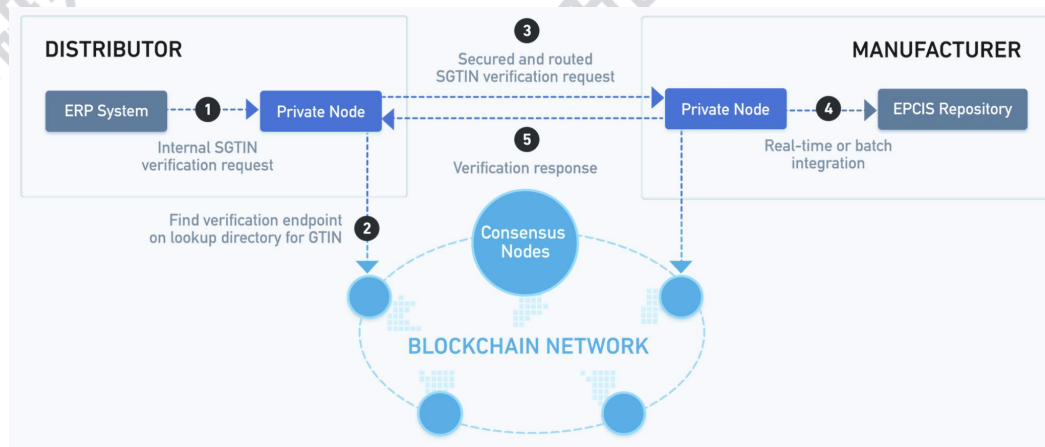 DISTRIBUTOR
ERP System
1
Private Node
Internal SGTIN
verification request
3
Secured and routed
SGTIN verification request
5
Verification response
MANUFACTURER
Private Node
4
EPCIS Repository
Real-time or batch
integration
Find verification endpoint
on lookup directory for GTIN
2
Consensus
Nodes
BLOCKCHAIN NETWORK